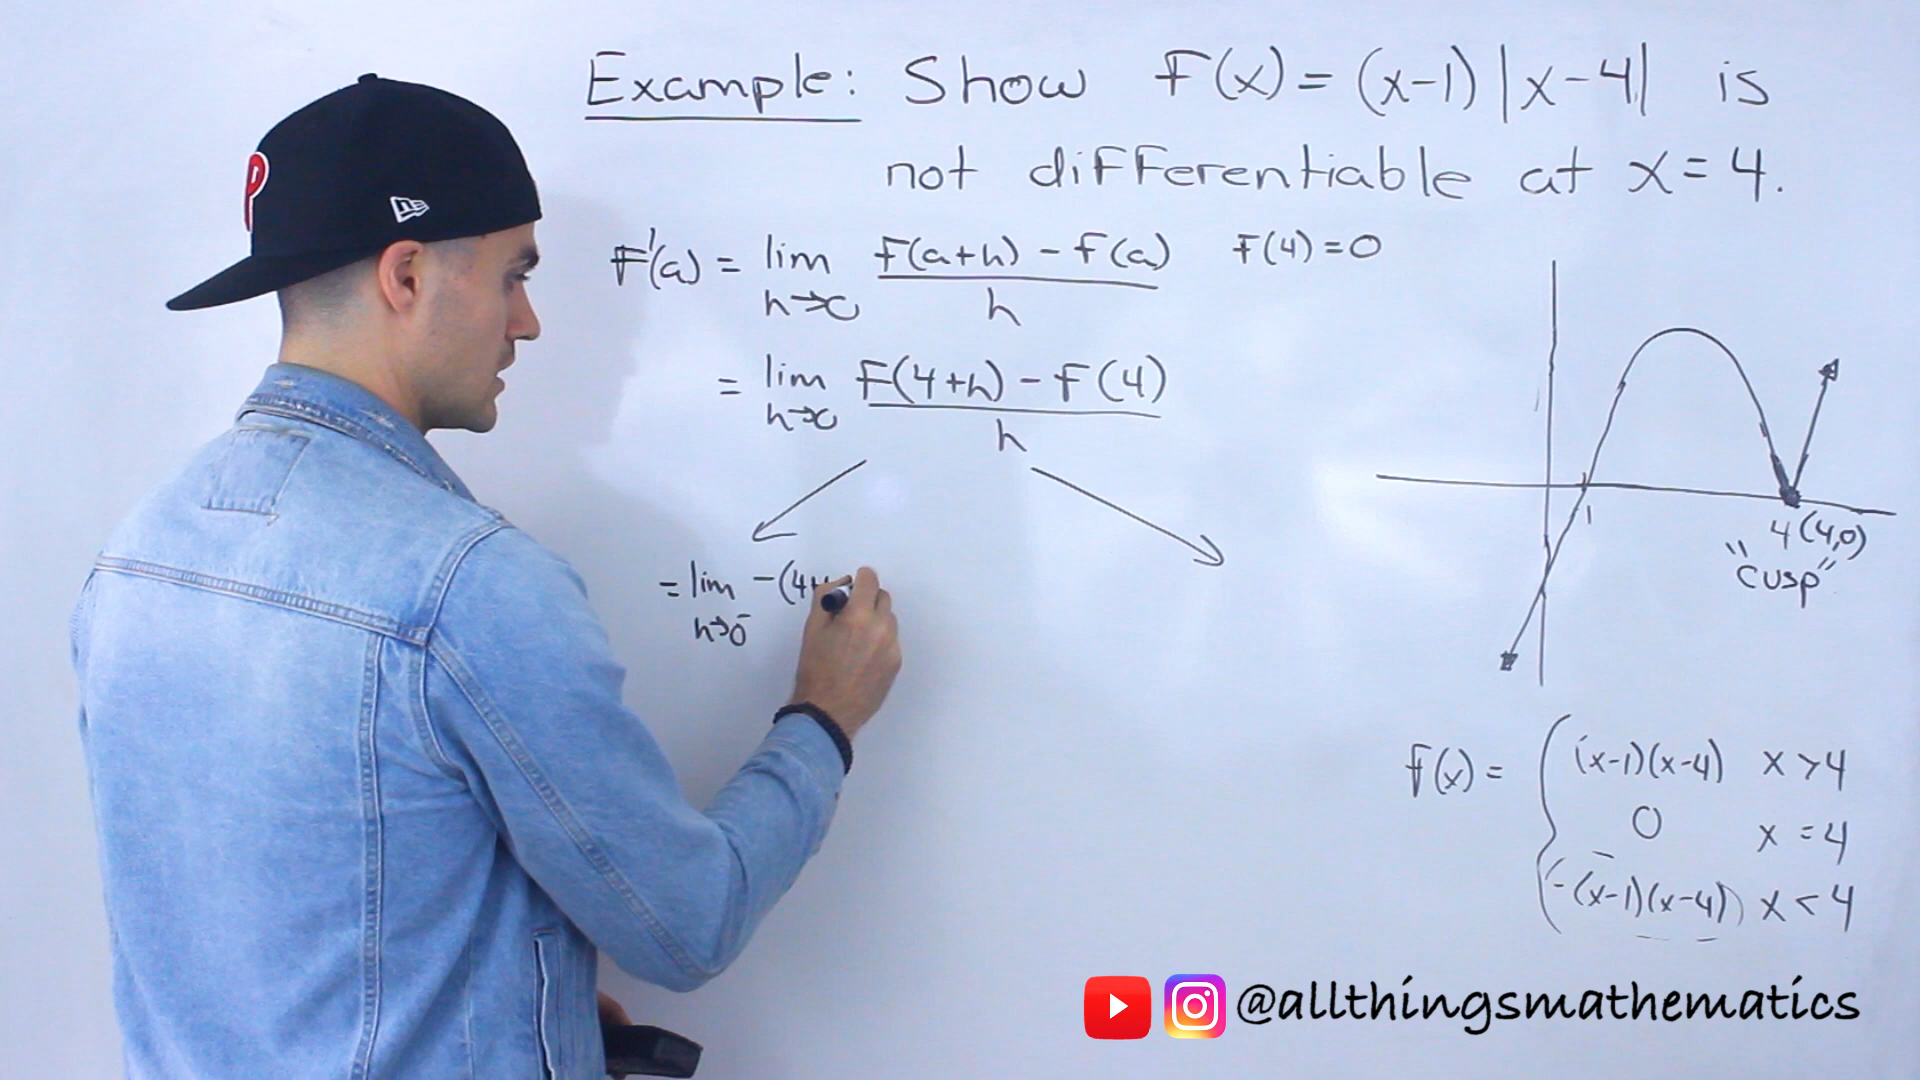 Example: Show F(x) = (x-1)|x-4| is
not differentiable at x = 4.
F'(a) = lim F(a+h) - F(a) F(4) = 0
h→0 h
= lim F(4+h) - F(4)
h→0 h
= lim -(4+
h→0⁻
1
4 (4,0)
"cusp"
f(x) = { (x-1)(x-4) x > 4
0 x = 4
-(x-1)(x-4) x < 4
@allthingsmathematics
P